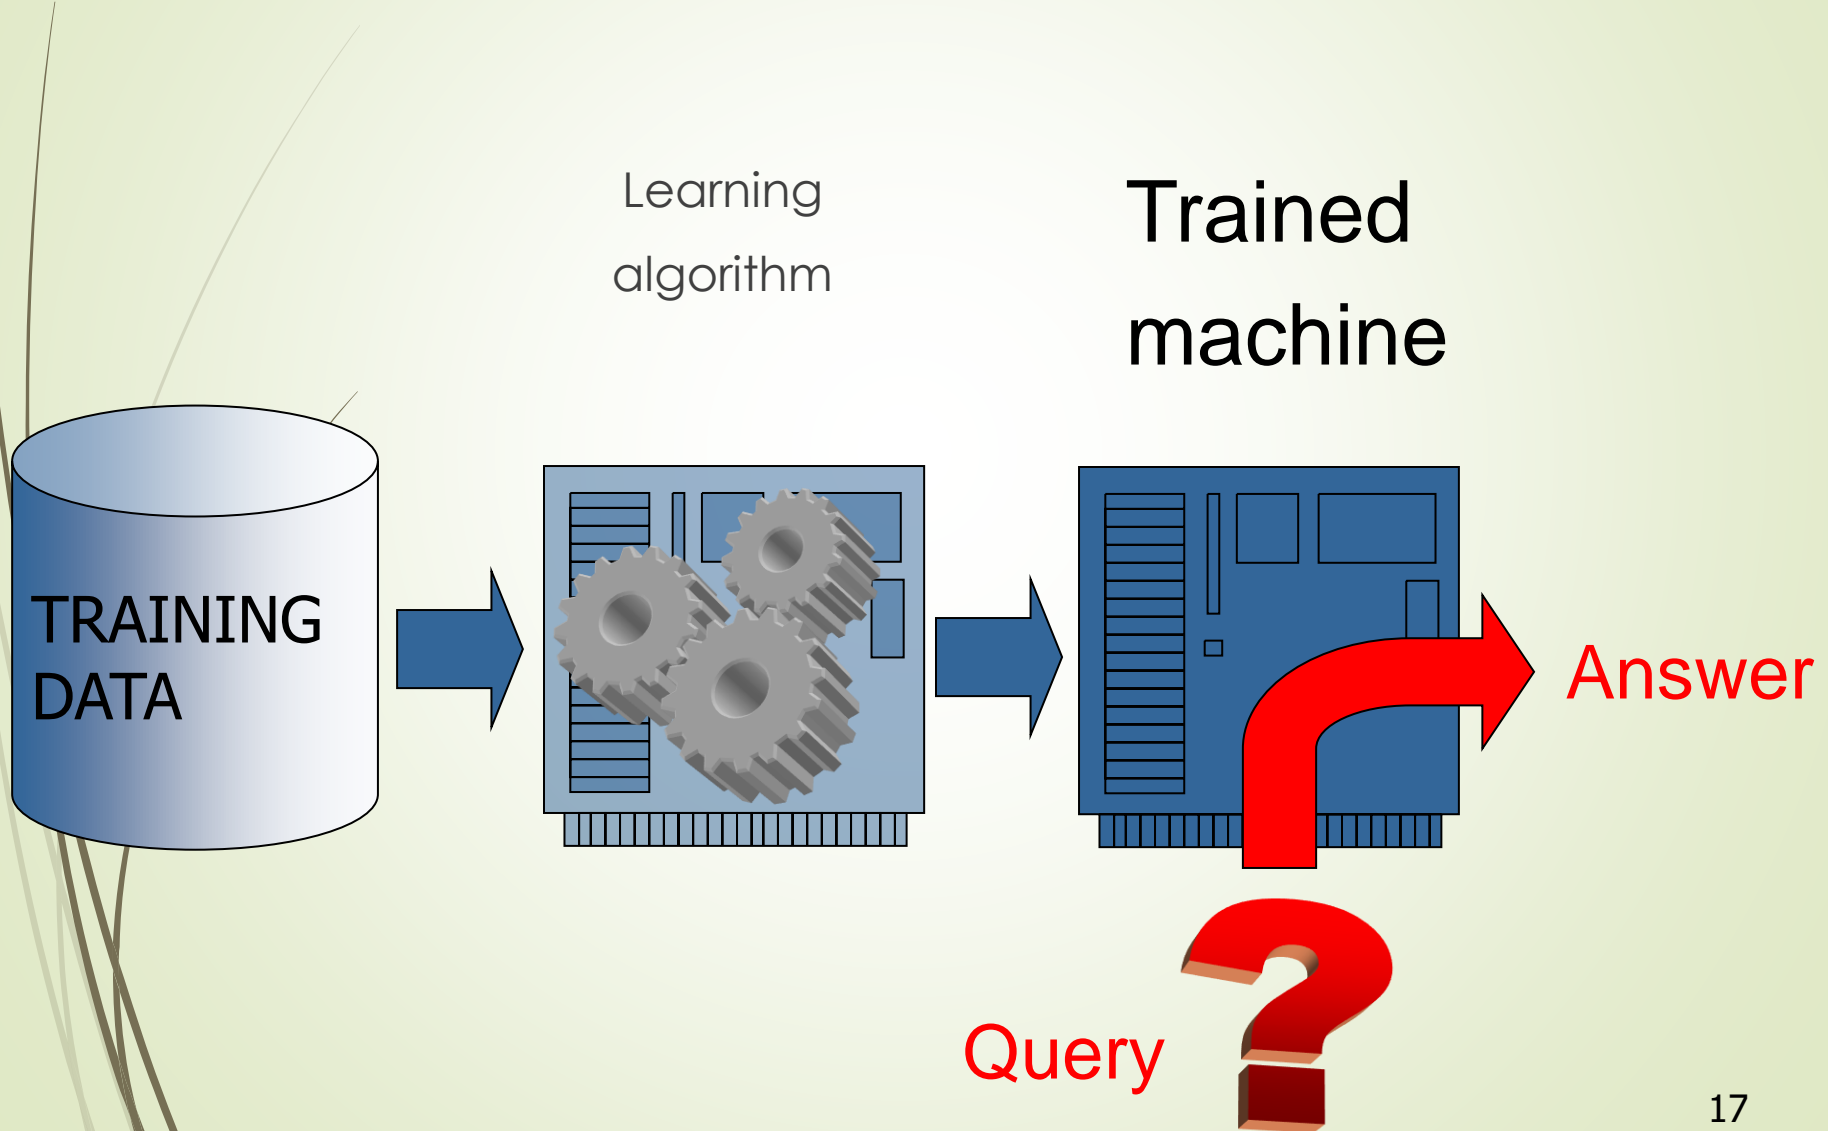 Learning
algorithm
Trained
machine
TRAINING
DATA
Answer
Query
?
17